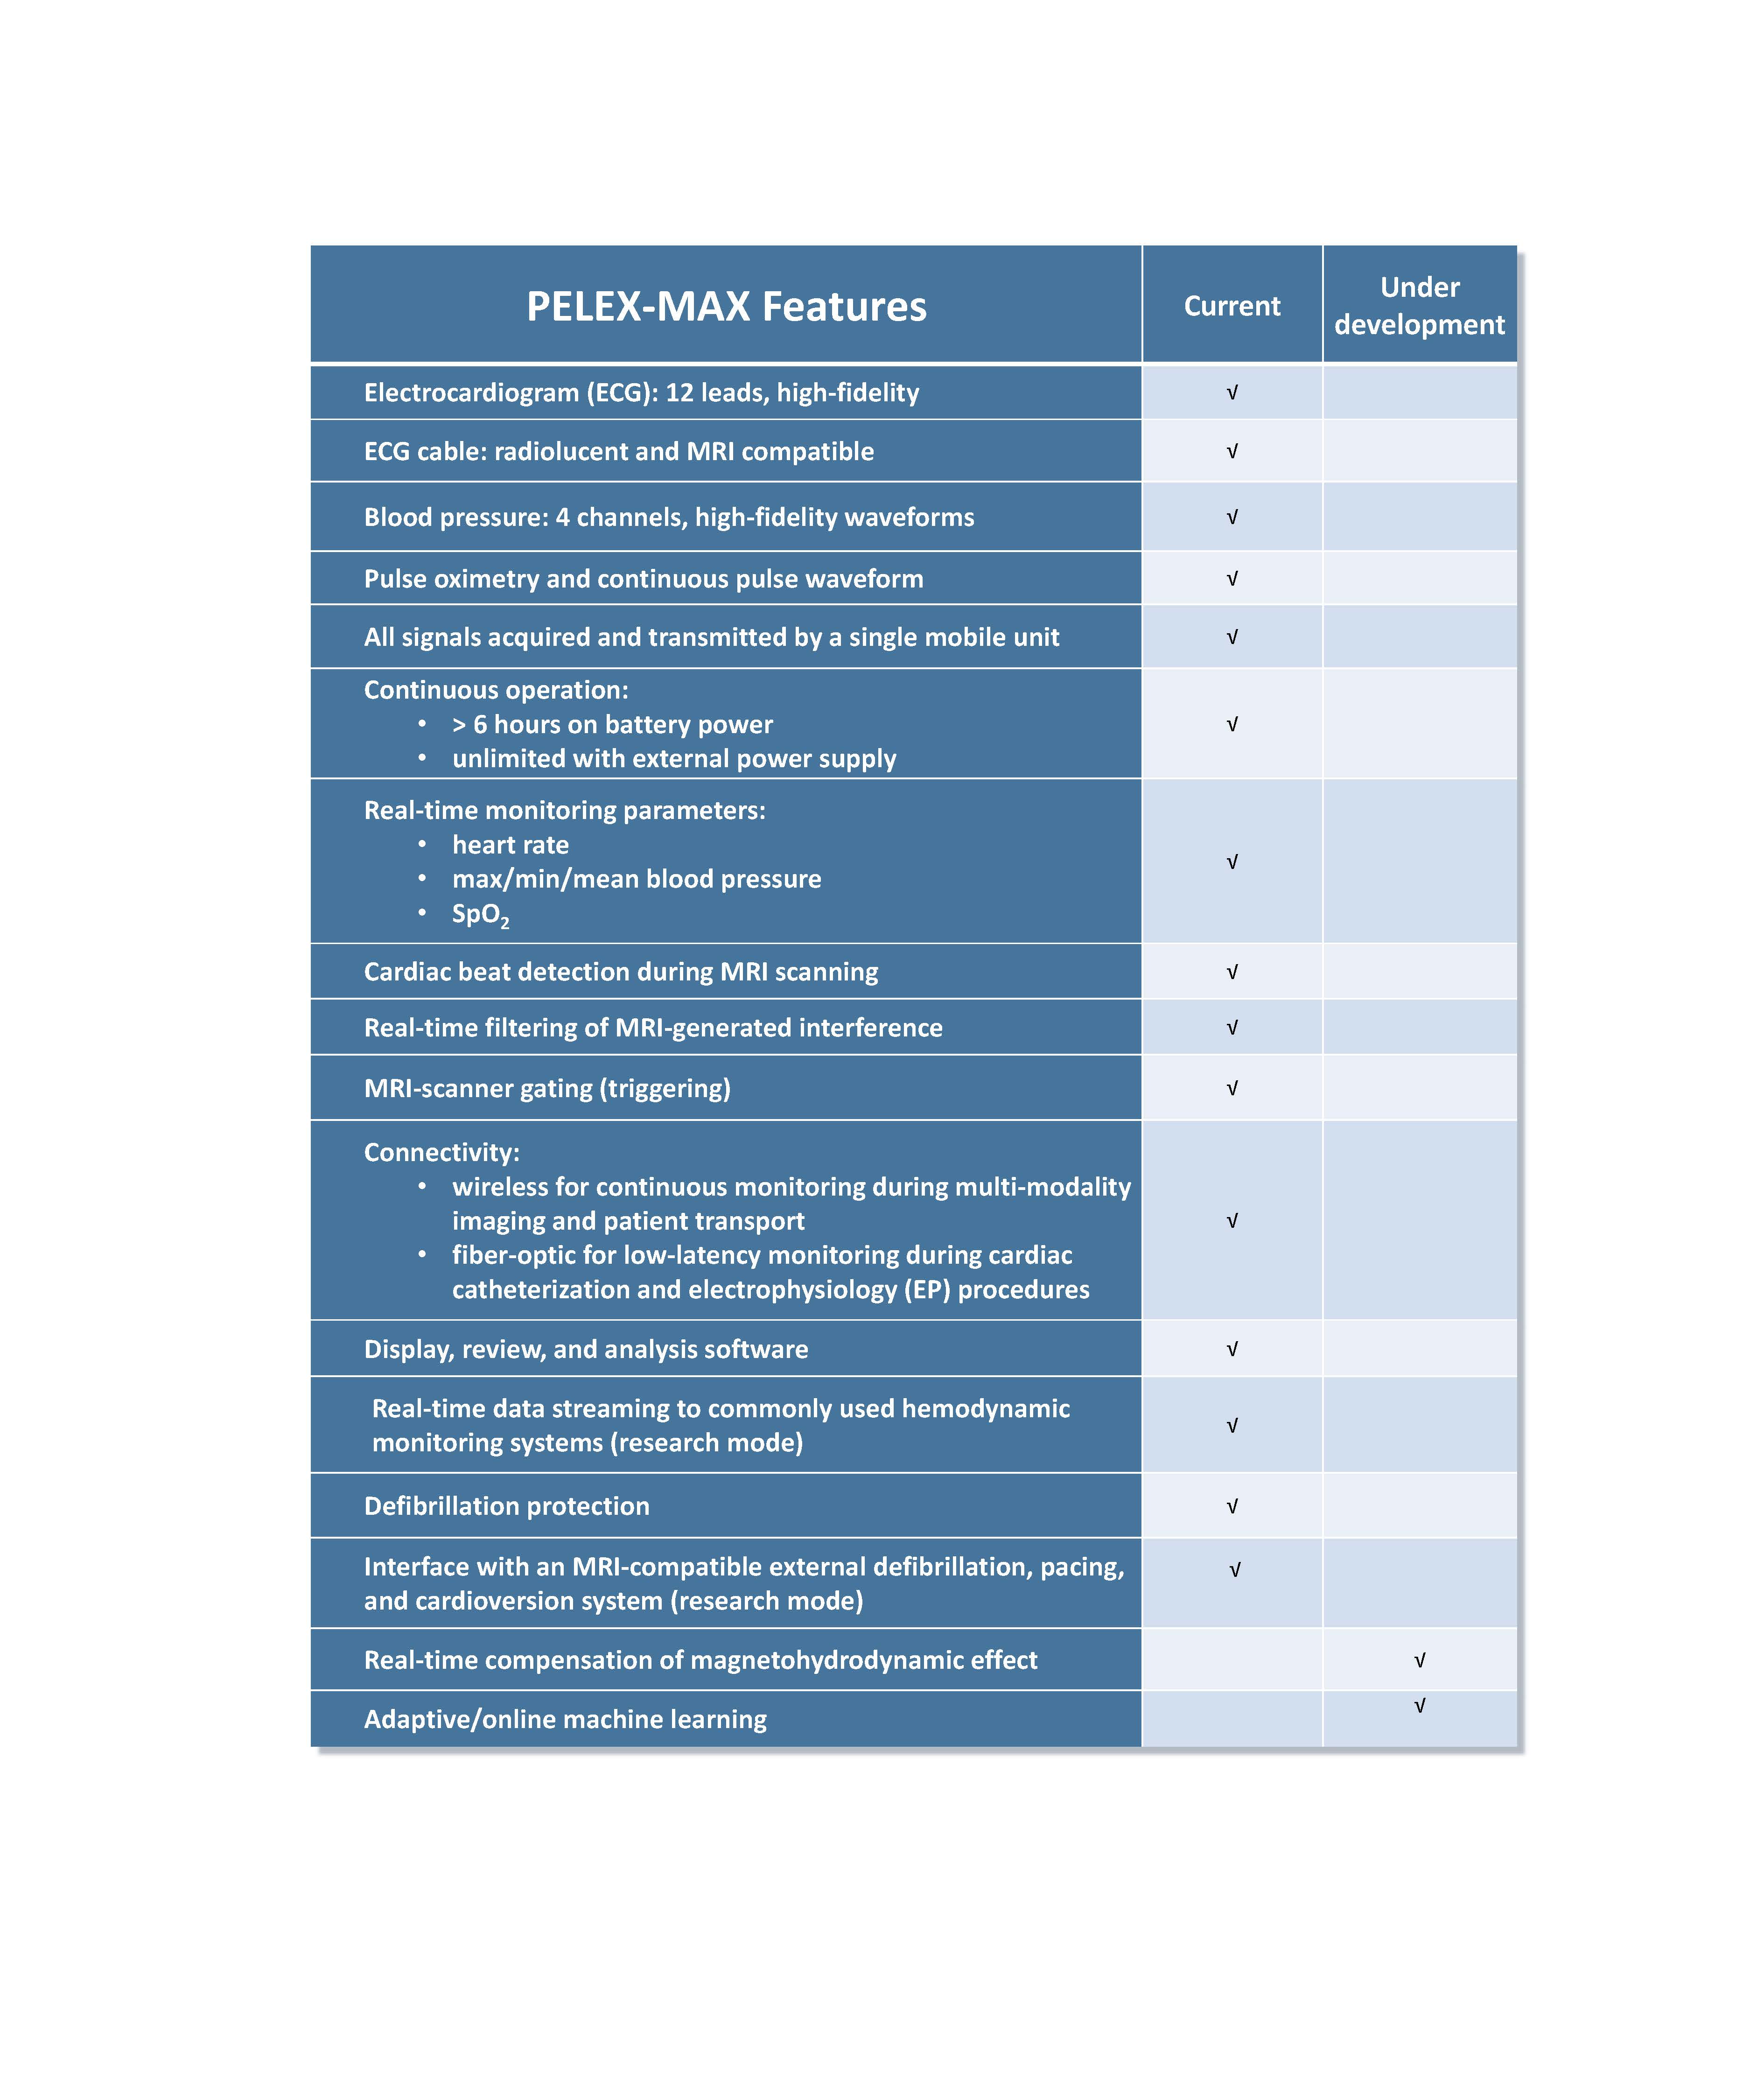 PELEX-MAX Features
Current
Under
development
Electrocardiogram (ECG): 12 leads, high-fidelity
√
ECG cable: radiolucent and MRI compatible
√
Blood pressure: 4 channels, high-fidelity waveforms
√
Pulse oximetry and continuous pulse waveform
√
All signals acquired and transmitted by a single mobile unit
√
Continuous operation:
• > 6 hours on battery power
• unlimited with external power supply
√
Real-time monitoring parameters:
• heart rate
• max/min/mean blood pressure
• SpO₂
√
Cardiac beat detection during MRI scanning
√
Real-time filtering of MRI-generated interference
√
MRI-scanner gating (triggering)
√
Connectivity:
• wireless for continuous monitoring during multi-modality
imaging and patient transport
• fiber-optic for low-latency monitoring during cardiac
catheterization and electrophysiology (EP) procedures
√
Display, review, and analysis software
√
Real-time data streaming to commonly used hemodynamic
monitoring systems (research mode)
√
Defibrillation protection
√
Interface with an MRI-compatible external defibrillation, pacing,
and cardioversion system (research mode)
√
Real-time compensation of magnetohydrodynamic effect
√
Adaptive/online machine learning
√